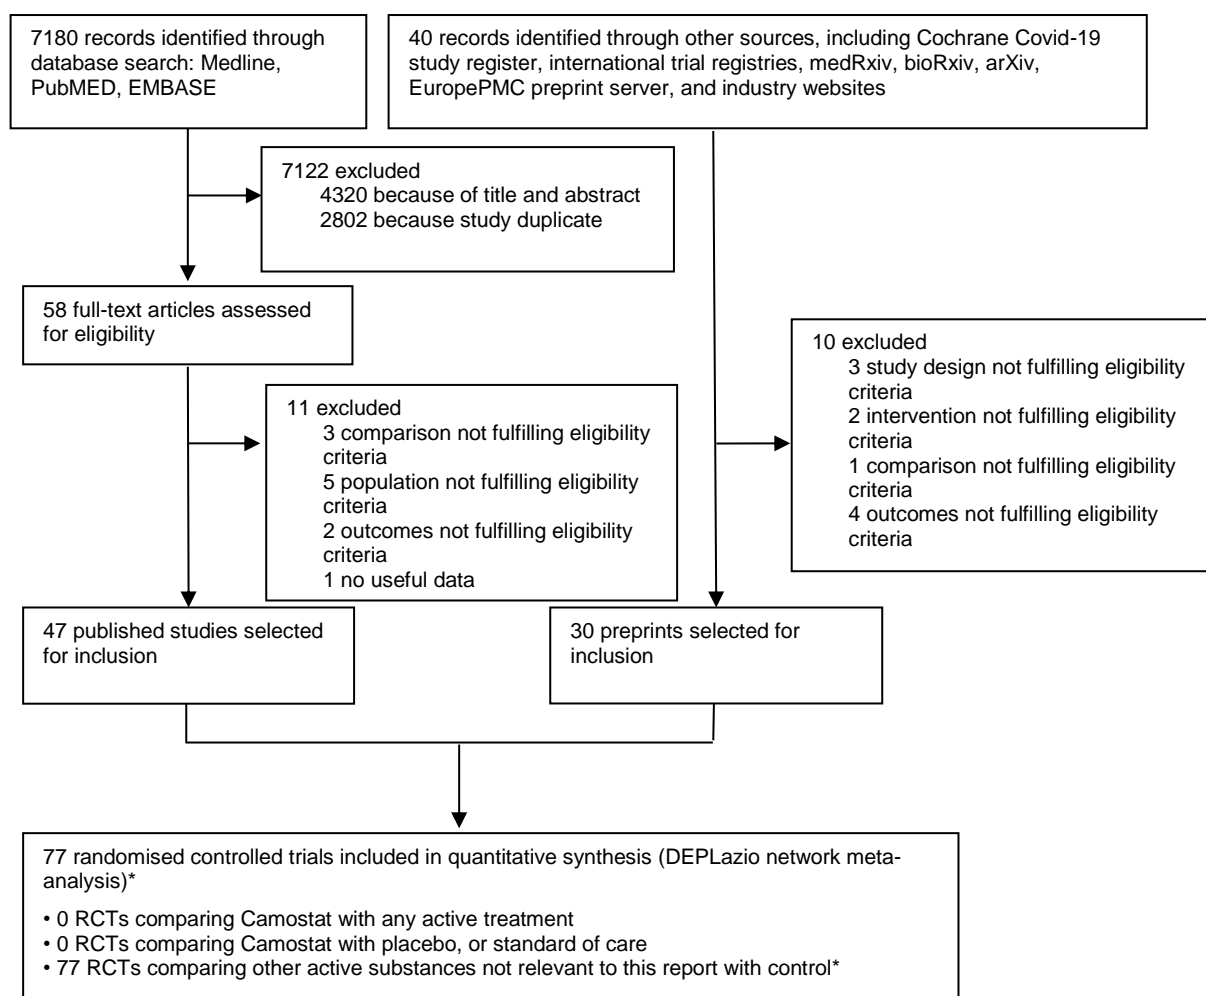 7180 records identified through
database search: Medline,
PubMED, EMBASE
40 records identified through other sources, including Cochrane Covid-19
study register, international trial registries, medRxiv, bioRxiv, arXiv,
EuropePMC preprint server, and industry websites
7122 excluded
4320 because of title and abstract
2802 because study duplicate
58 full-text articles assessed
for eligibility
10 excluded
3 study design not fulfilling eligibility
criteria
2 intervention not fulfilling eligibility
criteria
1 comparison not fulfilling eligibility
criteria
4 outcomes not fulfilling eligibility
criteria
11 excluded
3 comparison not fulfilling eligibility
criteria
5 population not fulfilling eligibility
criteria
2 outcomes not fulfilling eligibility
criteria
1 no useful data
47 published studies selected
for inclusion
30 preprints selected for
inclusion
77 randomised controlled trials included in quantitative synthesis (DEPLazio network meta-
analysis)*
• 0 RCTs comparing Camostat with any active treatment
• 0 RCTs comparing Camostat with placebo, or standard of care
• 77 RCTs comparing other active substances not relevant to this report with control*